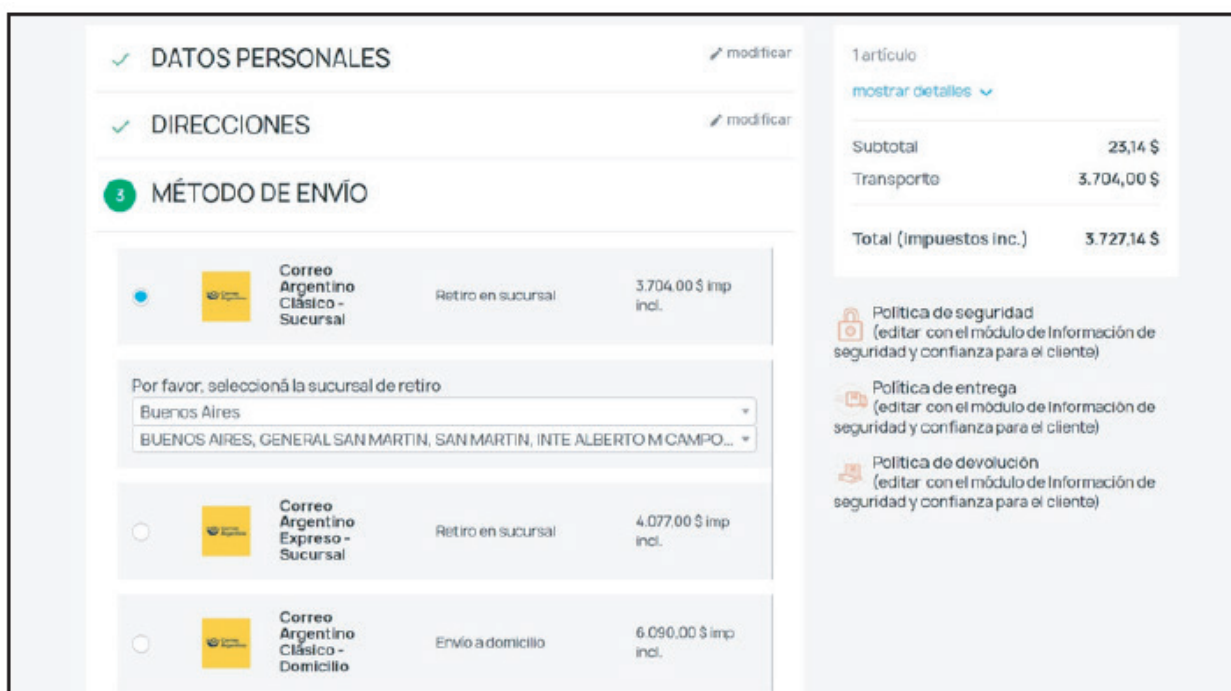 DATOS PERSONALES
modificar
DIRECCIONES
modificar
3
MÉTODO DE ENVÍO
Correo
Argentino
Clásico -
Sucursal
Retiro en sucursal
3.704,00 $ imp
incl.
Por favor, seleccioná la sucursal de retiro
Buenos Aires
BUENOS AIRES, GENERAL SAN MARTIN, SAN MARTIN, INTE ALBERTO M CAMPO...
Correo
Argentino
Expreso -
Sucursal
Retiro en sucursal
4.077,00 $ imp
incl.
Correo
Argentino
Clásico -
Domicilio
Envío a domicilio
6.090,00 $ imp
incl.
1 artículo
mostrar detalles
Subtotal
23,14 $
Transporte
3.704,00 $
Total (impuestos inc.)
3.727,14 $
Política de seguridad
(editar con el módulo de Información de
seguridad y confianza para el cliente)
Política de entrega
(editar con el módulo de Información de
seguridad y confianza para el cliente)
Política de devolución
(editar con el módulo de Información de
seguridad y confianza para el cliente)